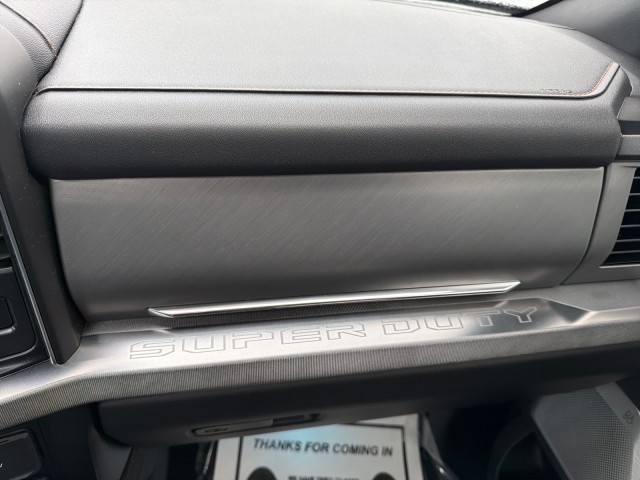 SUPER DUTY
THANKS FOR COMING IN